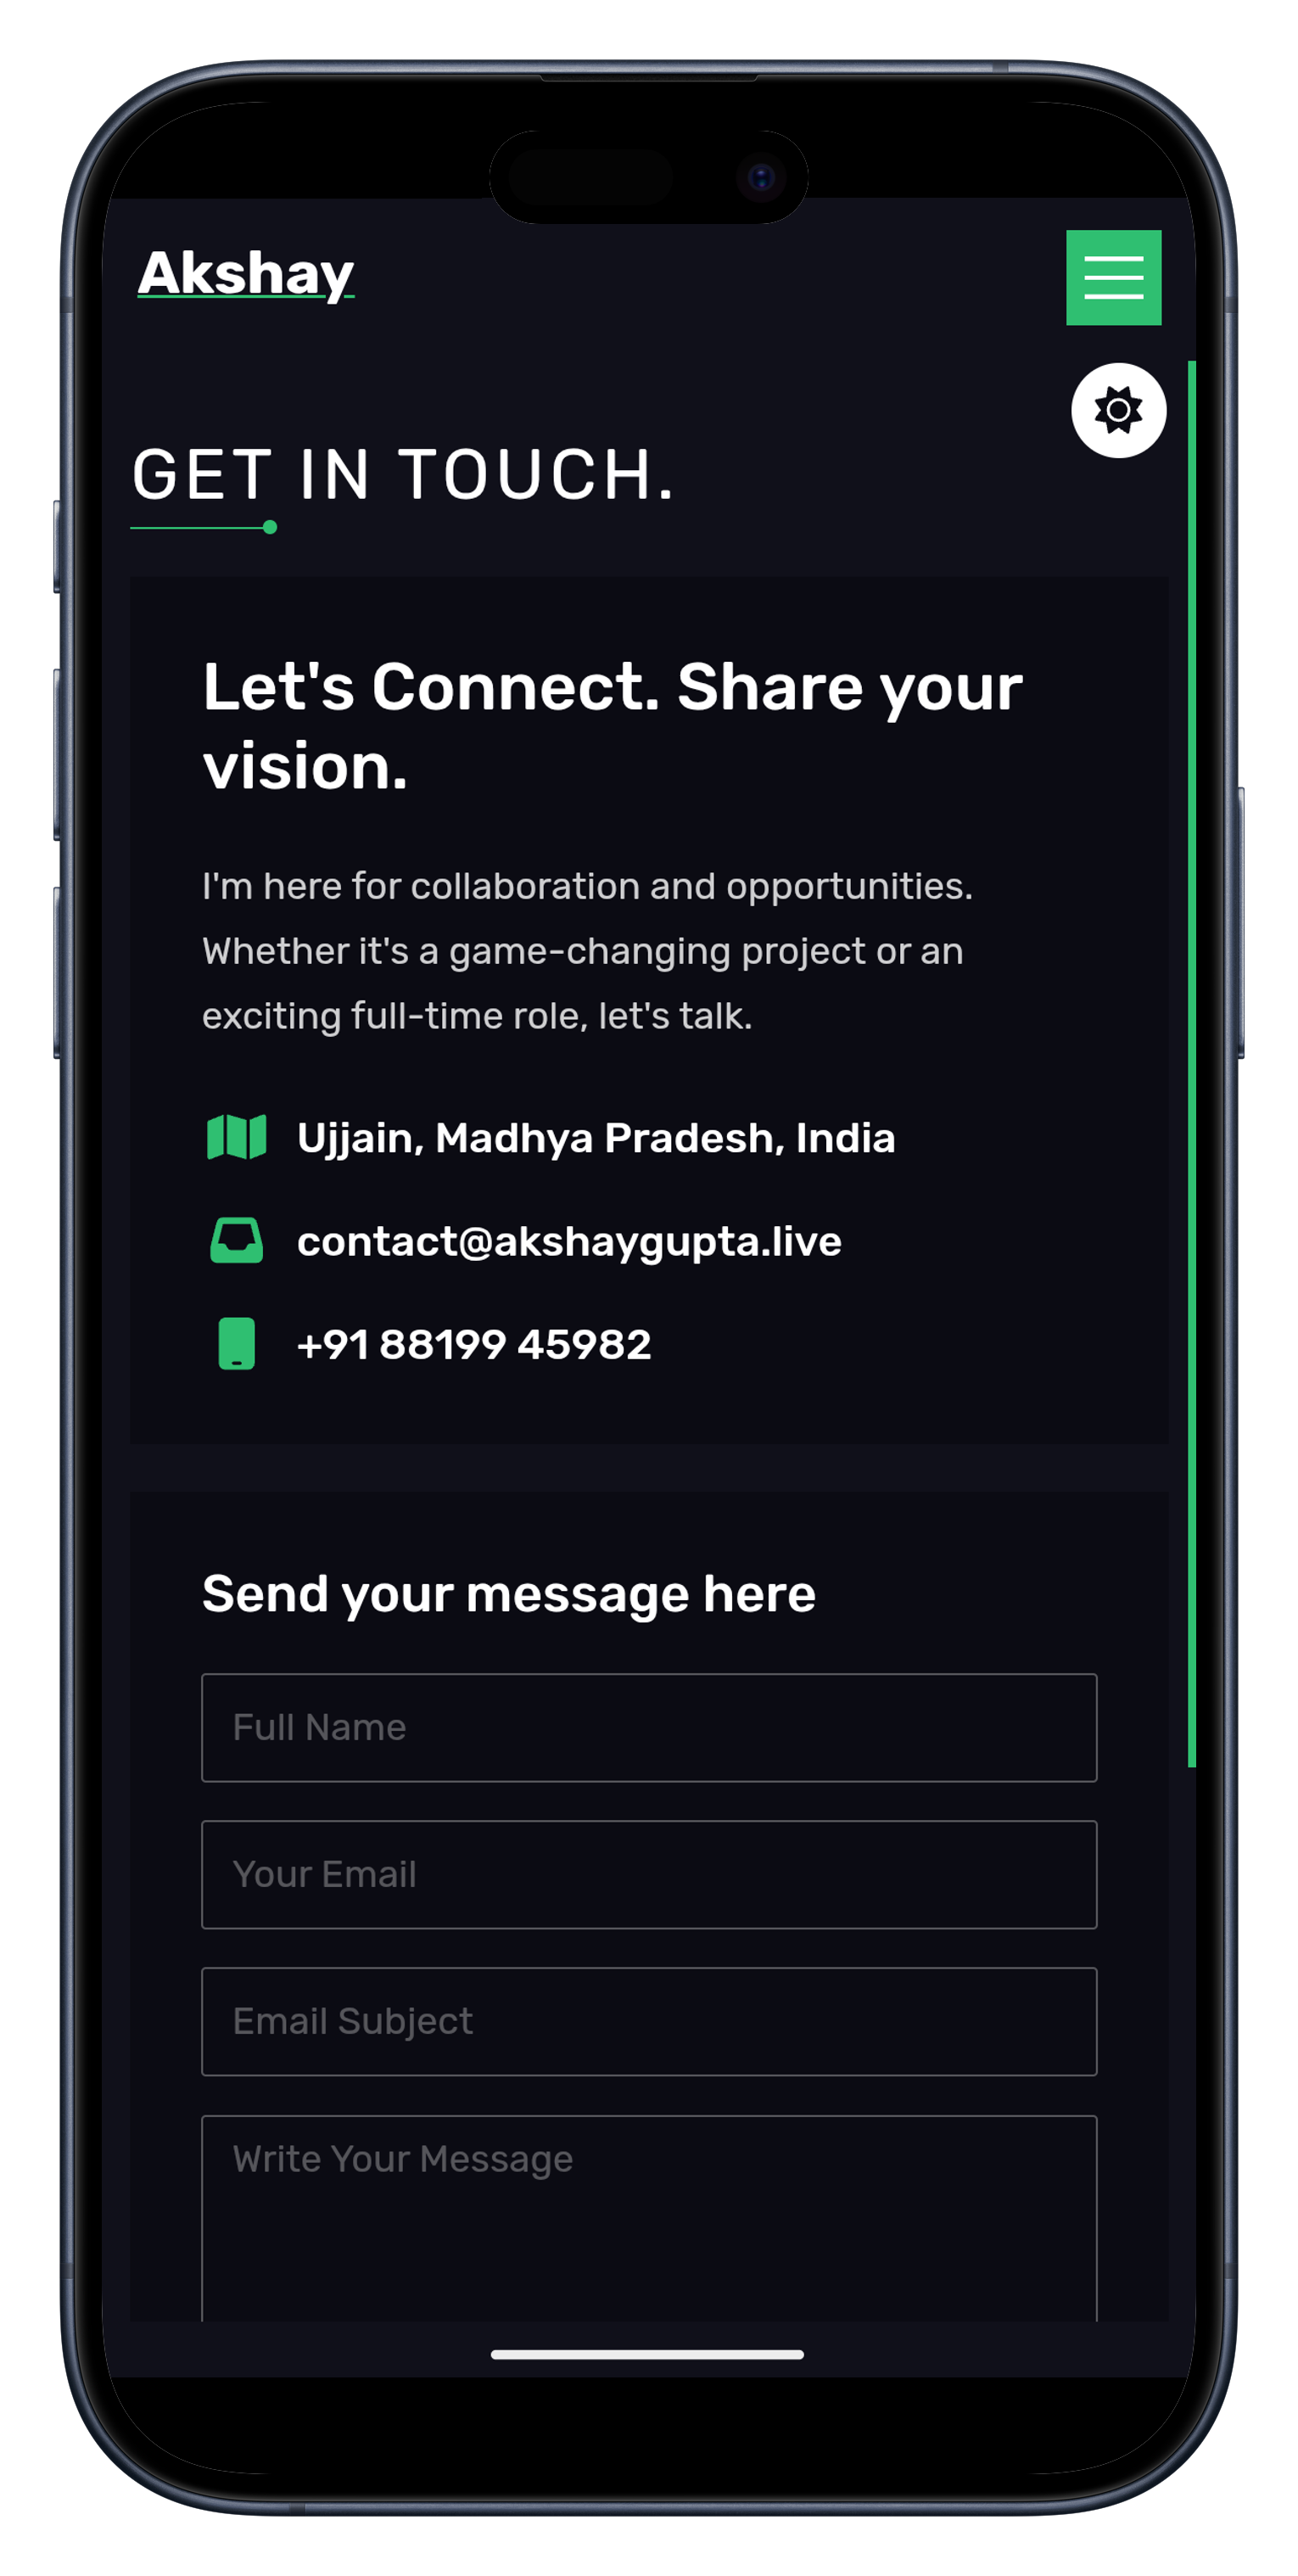 Akshay
GET IN TOUCH.
Let's Connect. Share your
vision.
I'm here for collaboration and opportunities.
Whether it's a game-changing project or an
exciting full-time role, let's talk.
Ujjain, Madhya Pradesh, India
contact@akshaygupta.live
+91 88199 45982
Send your message here
Full Name
Your Email
Email Subject
Write Your Message